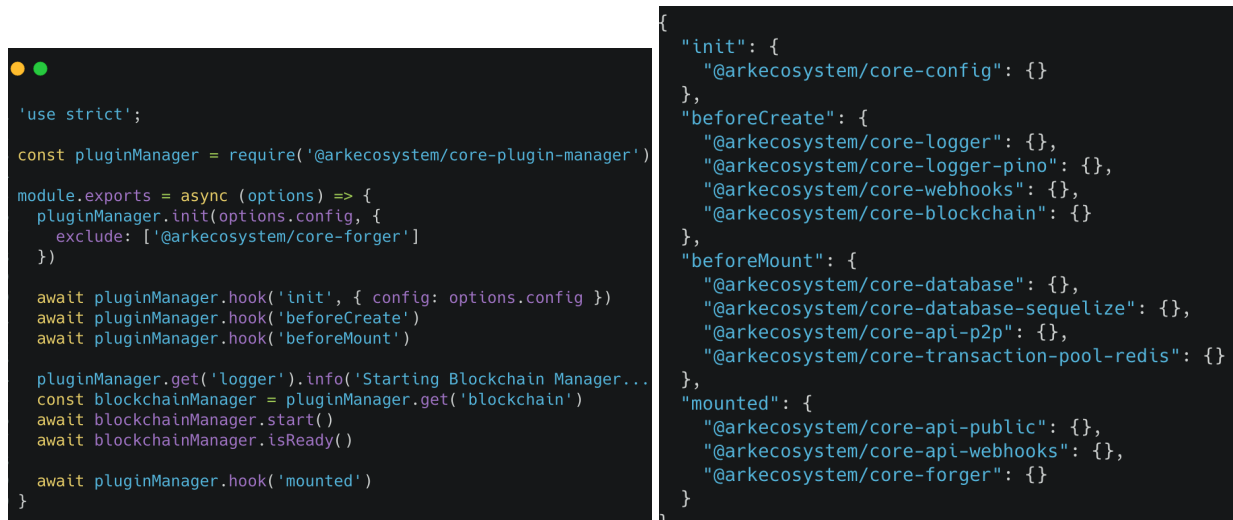 'use strict';
const pluginManager = require('@arkecosystem/core-plugin-manager')
module.exports = async (options) => {
  pluginManager.init(options.config, {
    exclude: ['@arkecosystem/core-forger']
  })
  await pluginManager.hook('init', { config: options.config })
  await pluginManager.hook('beforeCreate')
  await pluginManager.hook('beforeMount')
  pluginManager.get('logger').info('Starting Blockchain Manager...
  const blockchainManager = pluginManager.get('blockchain')
  await blockchainManager.start()
  await blockchainManager.isReady()
  await pluginManager.hook('mounted')
}
{
  "init": {
    "@arkecosystem/core-config": {}
  },
  "beforeCreate": {
    "@arkecosystem/core-logger": {},
    "@arkecosystem/core-logger-pino": {},
    "@arkecosystem/core-webhooks": {},
    "@arkecosystem/core-blockchain": {}
  },
  "beforeMount": {
    "@arkecosystem/core-database": {},
    "@arkecosystem/core-database-sequelize": {},
    "@arkecosystem/core-api-p2p": {},
    "@arkecosystem/core-transaction-pool-redis": {}
  },
  "mounted": {
    "@arkecosystem/core-api-public": {},
    "@arkecosystem/core-api-webhooks": {},
    "@arkecosystem/core-forger": {}
  }
}